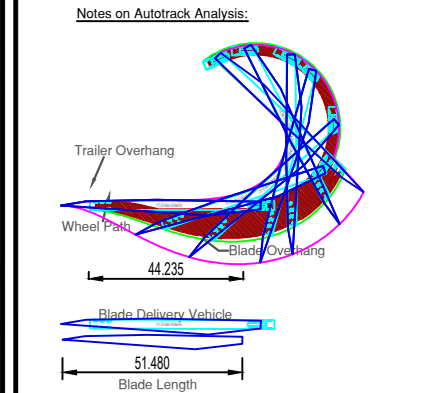 Notes on Autotrack Analysis:
Trailer Overhang
Wheel Path
Blade Overhang
44.235
Blade Delivery Vehicle
51.480
Blade Length